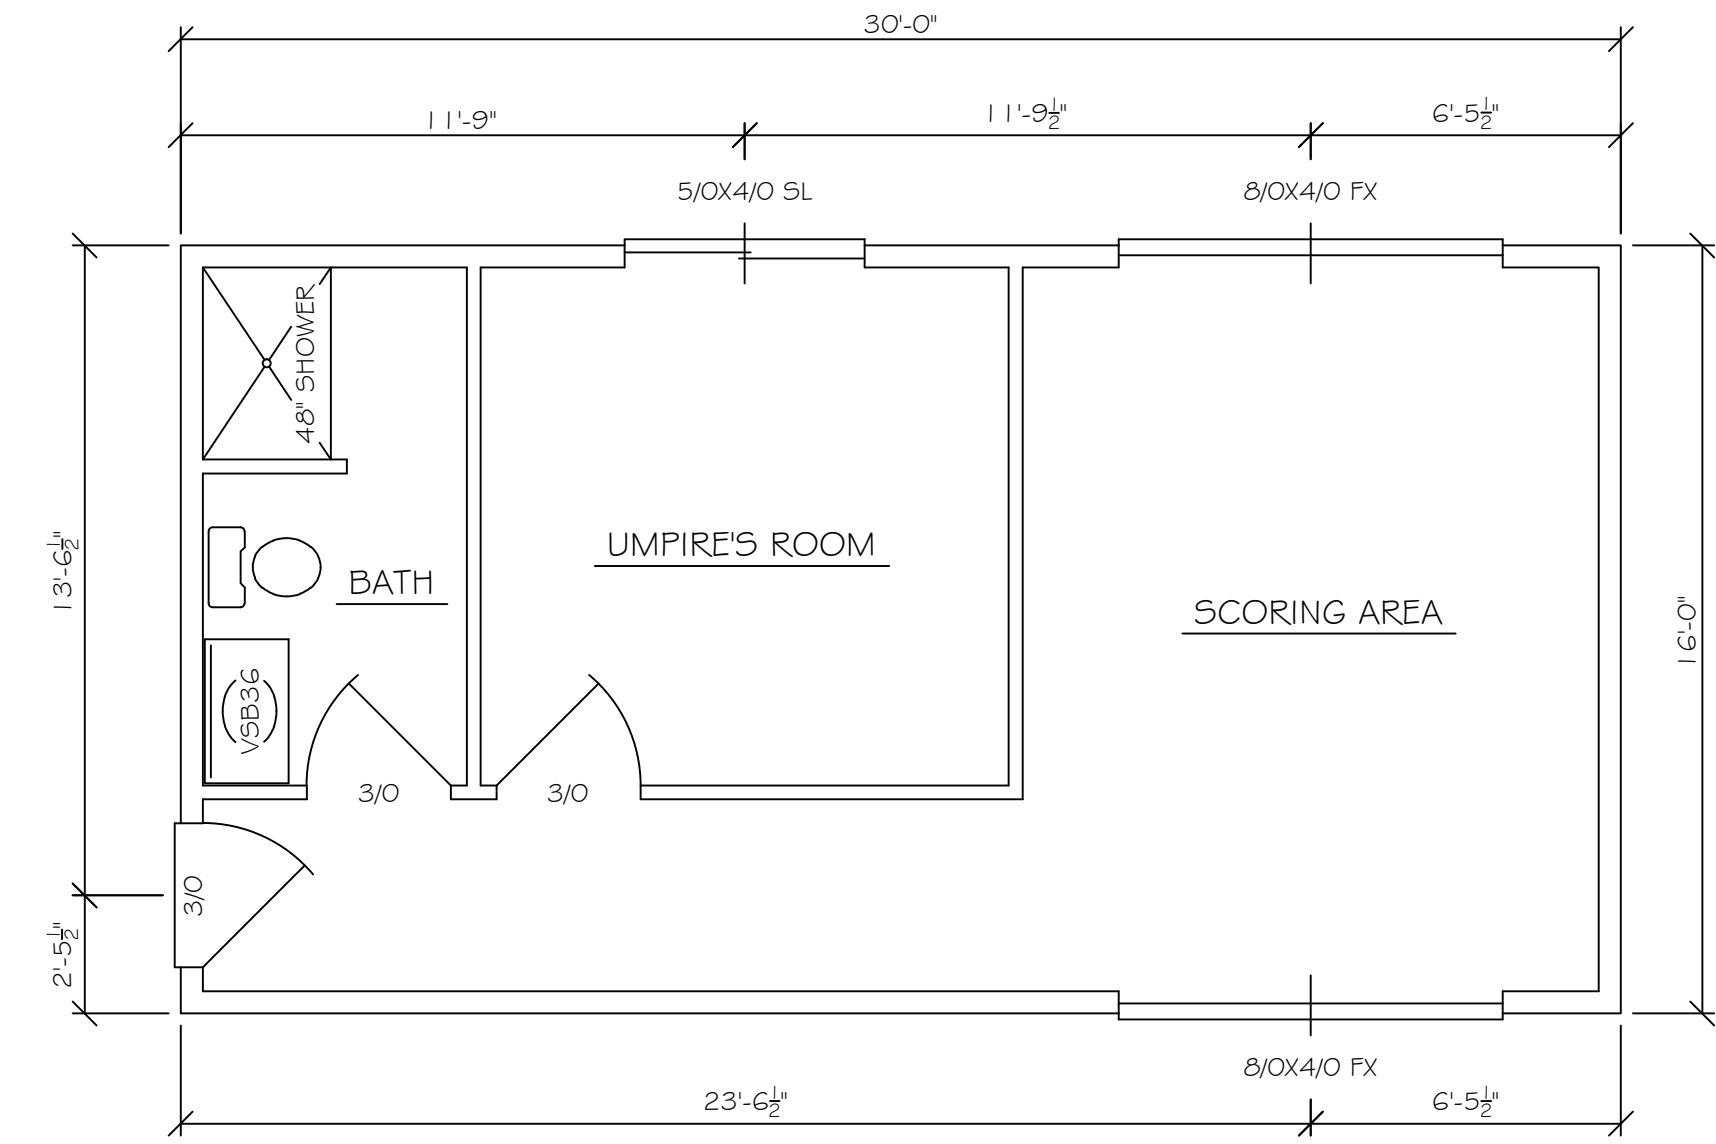 30'-0"
11'-9"
11'-9½"
6'-5½"
5/0X4/0 SL
8/0X4/0 FX
48" SHOWER
13'-6½"
UMPIRE'S ROOM
BATH
SCORING AREA
16'-0"
VSB36
3/0
3/0
3/0
2'-5½"
8/0X4/0 FX
23'-6½"
6'-5½"